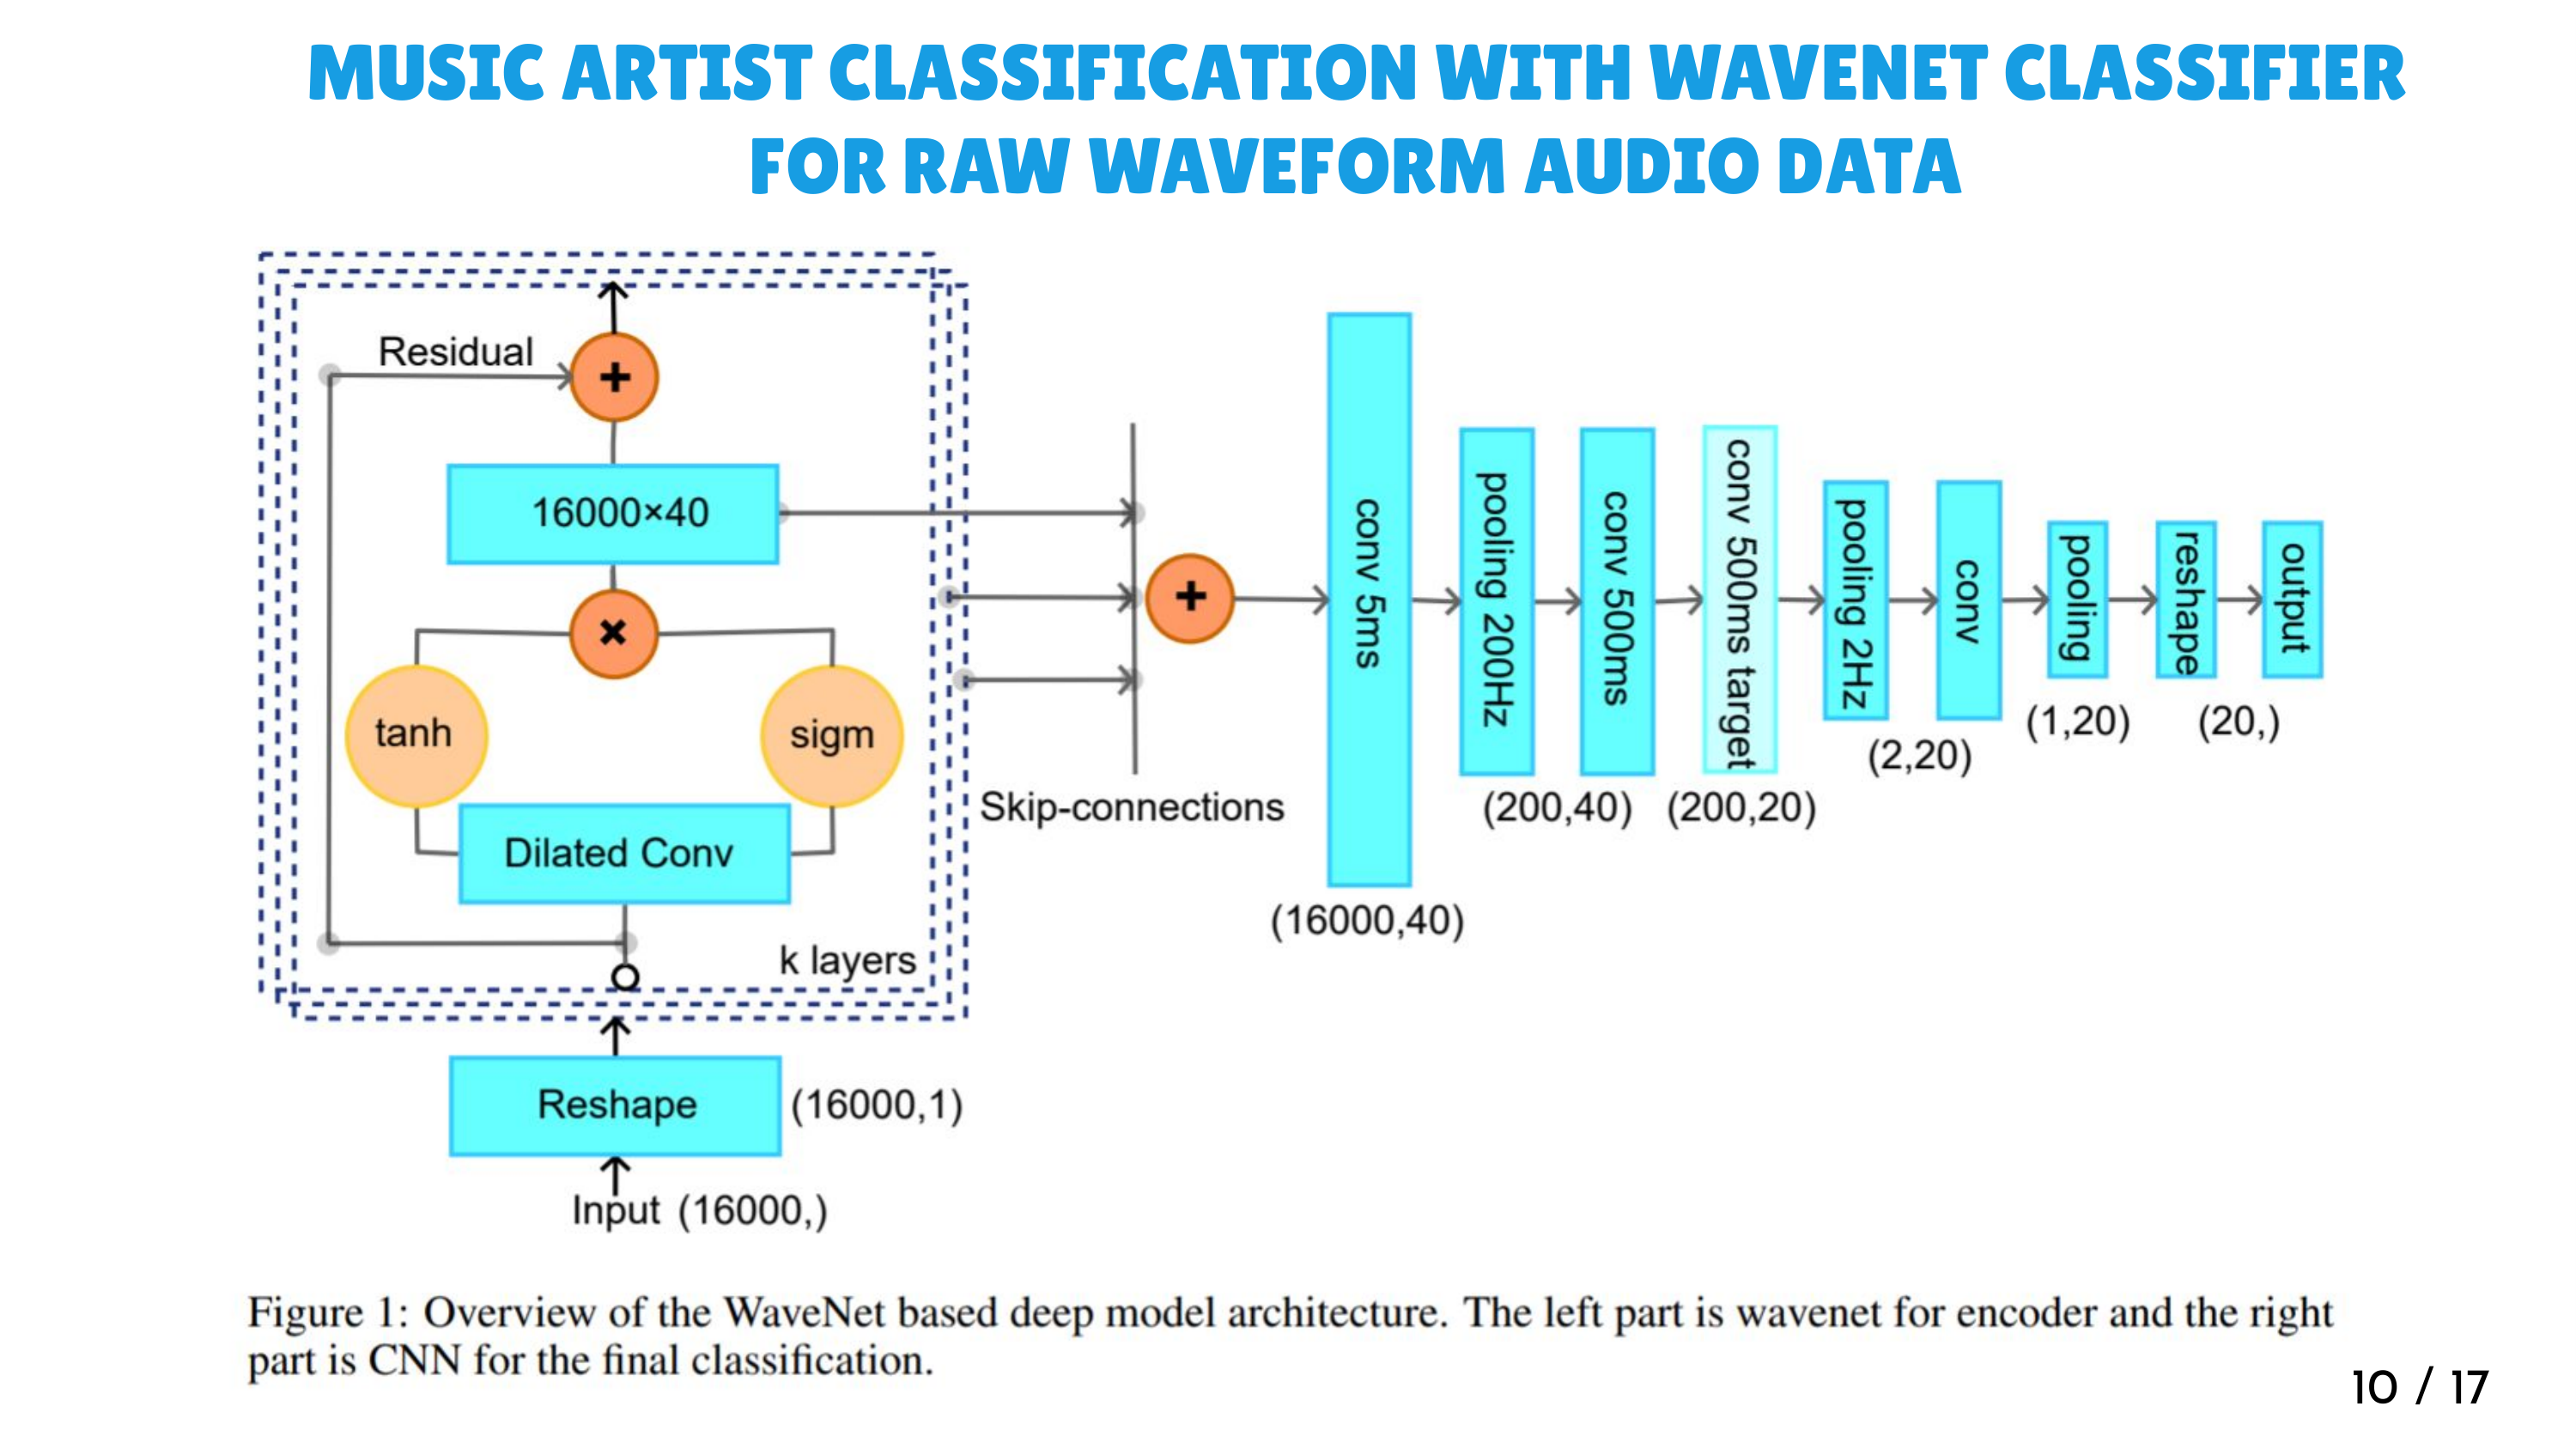 MUSIC ARTIST CLASSIFICATION WITH WAVENET CLASSIFIER
FOR RAW WAVEFORM AUDIO DATA
Residual
+
16000×40
×
tanh
sigm
Dilated Conv
k layers
Reshape
(16000,1)
Input (16000,)
Skip-connections
+
conv 5ms
(16000,40)
pooling 200Hz
conv 500ms
(200,40)
conv 500ms target
(200,20)
pooling 2Hz
conv
(2,20)
pooling
(1,20)
reshape
(20,)
output
Figure 1: Overview of the WaveNet based deep model architecture. The left part is wavenet for encoder and the right
part is CNN for the final classification.
10 / 17